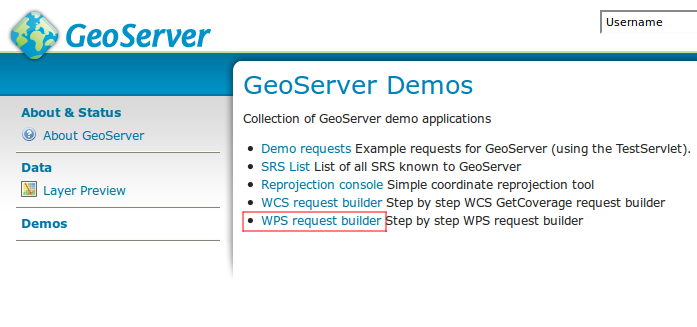 GeoServer
Username
About & Status
About GeoServer
Data
Layer Preview
Demos
GeoServer Demos
Collection of GeoServer demo applications
Demo requests Example requests for GeoServer (using the TestServlet).
SRS List List of all SRS known to GeoServer
Reprojection console Simple coordinate reprojection tool
WCS request builder Step by step WCS GetCoverage request builder
WPS request builder Step by step WPS request builder